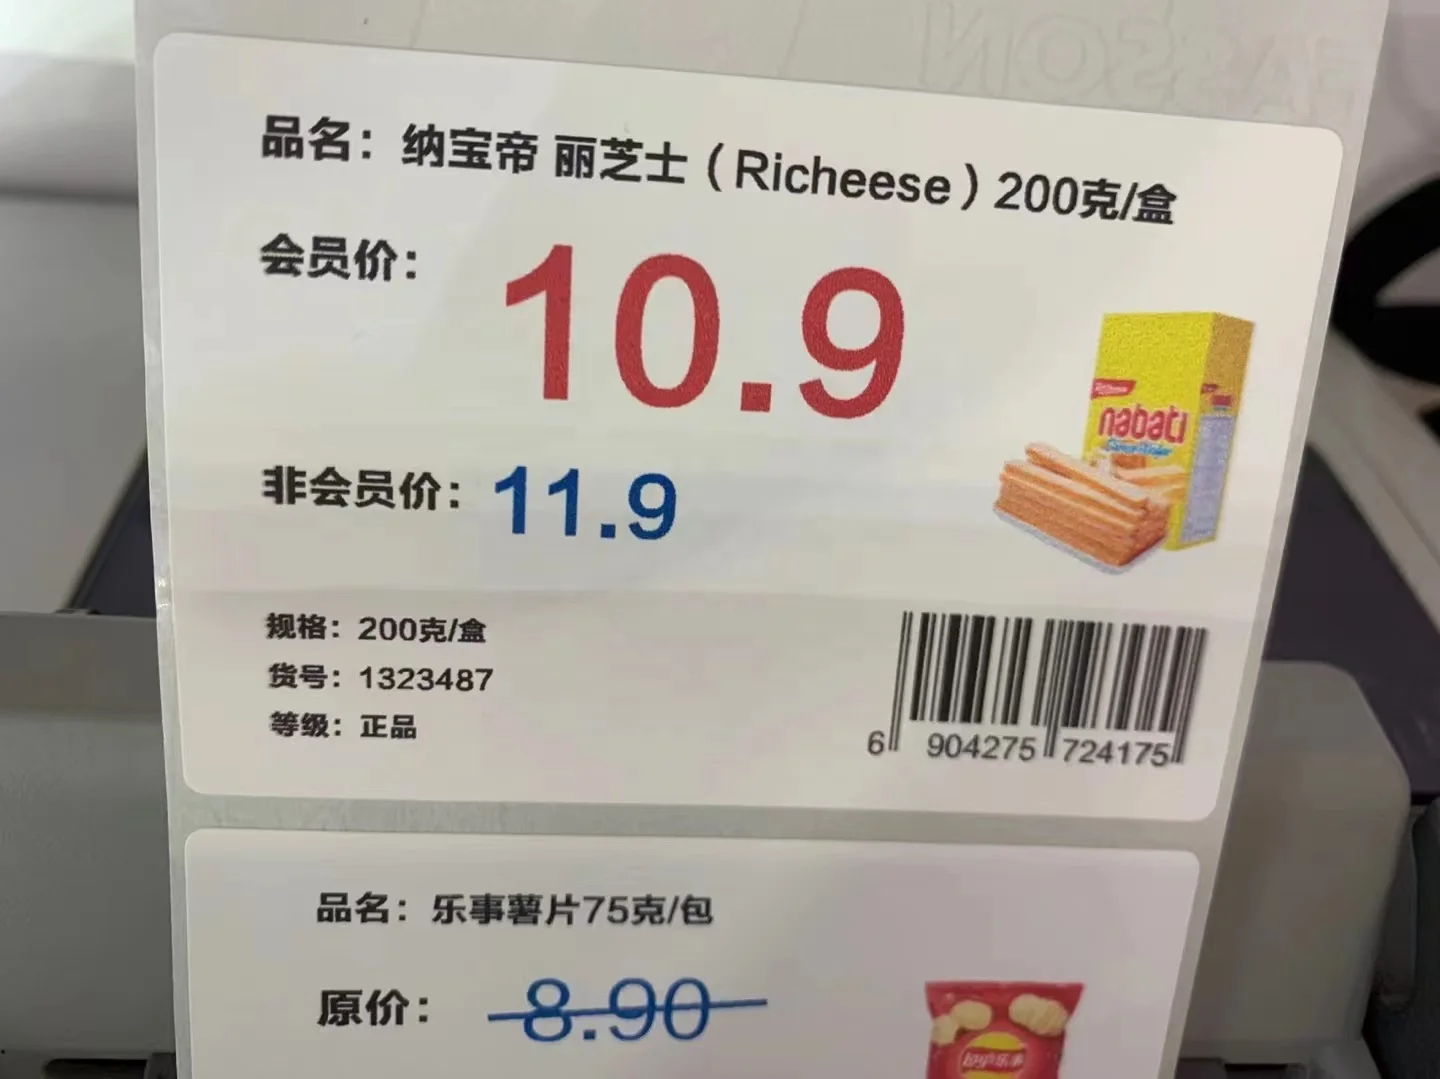 品名：纳宝帝 丽芝士（Richeese）200克/盒
会员价：
10.9
非会员价：11.9
nabati
规格：200克/盒
货号：1323487
等级：正品
6 904275 724175
品名：乐事薯片75克/包
原价：8.90
乐事